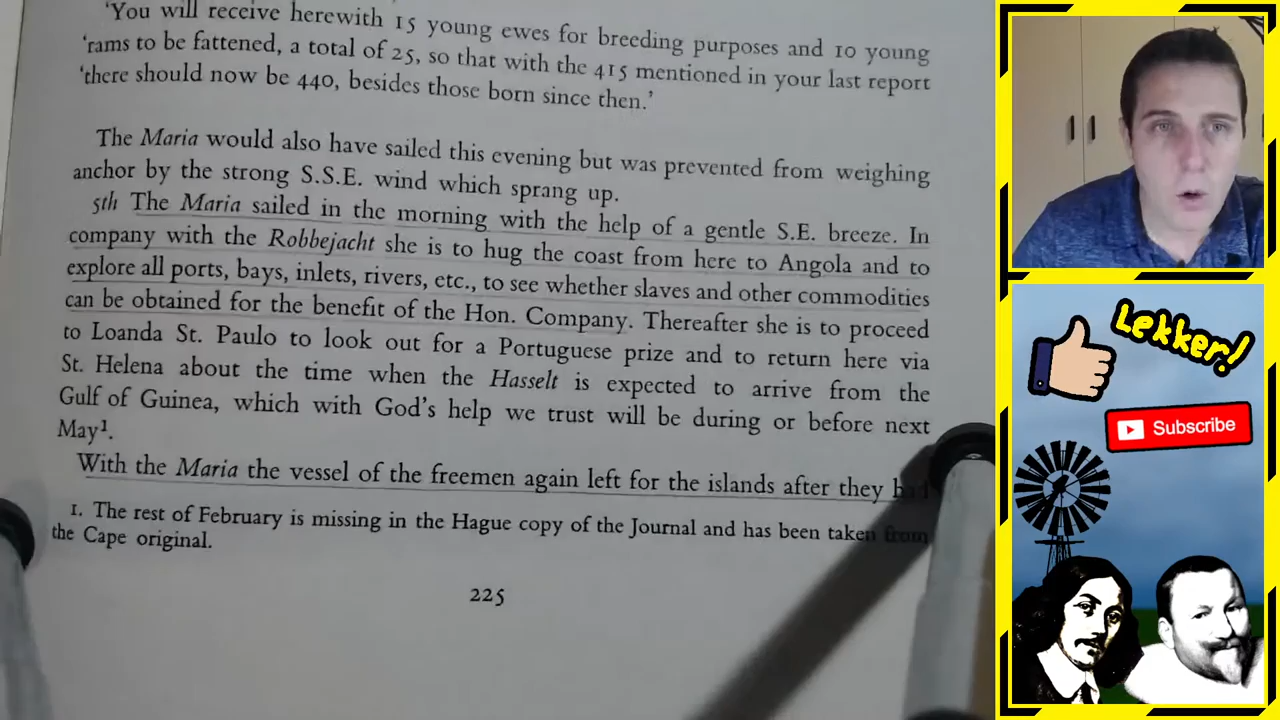 ‘You will receive herewith 15 young ewes for breeding purposes and 10 young
‘rams to be fattened, a total of 25, so that with the 415 mentioned in your last report
‘there should now be 440, besides those born since then.’
The Maria would also have sailed this evening but was prevented from weighing
anchor by the strong S.S.E. wind which sprang up.
5th The Maria sailed in the morning with the help of a gentle S.E. breeze. In
company with the Robbejacht she is to hug the coast from here to Angola and to
explore all ports, bays, inlets, rivers, etc., to see whether slaves and other commodities
can be obtained for the benefit of the Hon. Company. Thereafter she is to proceed
to Loanda St. Paulo to look out for a Portuguese prize and to return here via
St. Helena about the time when the Hasselt is expected to arrive from the
Gulf of Guinea, which with God's help we trust will be during or before next
May¹.
With the Maria the vessel of the freemen again left for the islands after they had
1. The rest of February is missing in the Hague copy of the Journal and has been taken from
the Cape original.
225
Lekker!
Subscribe